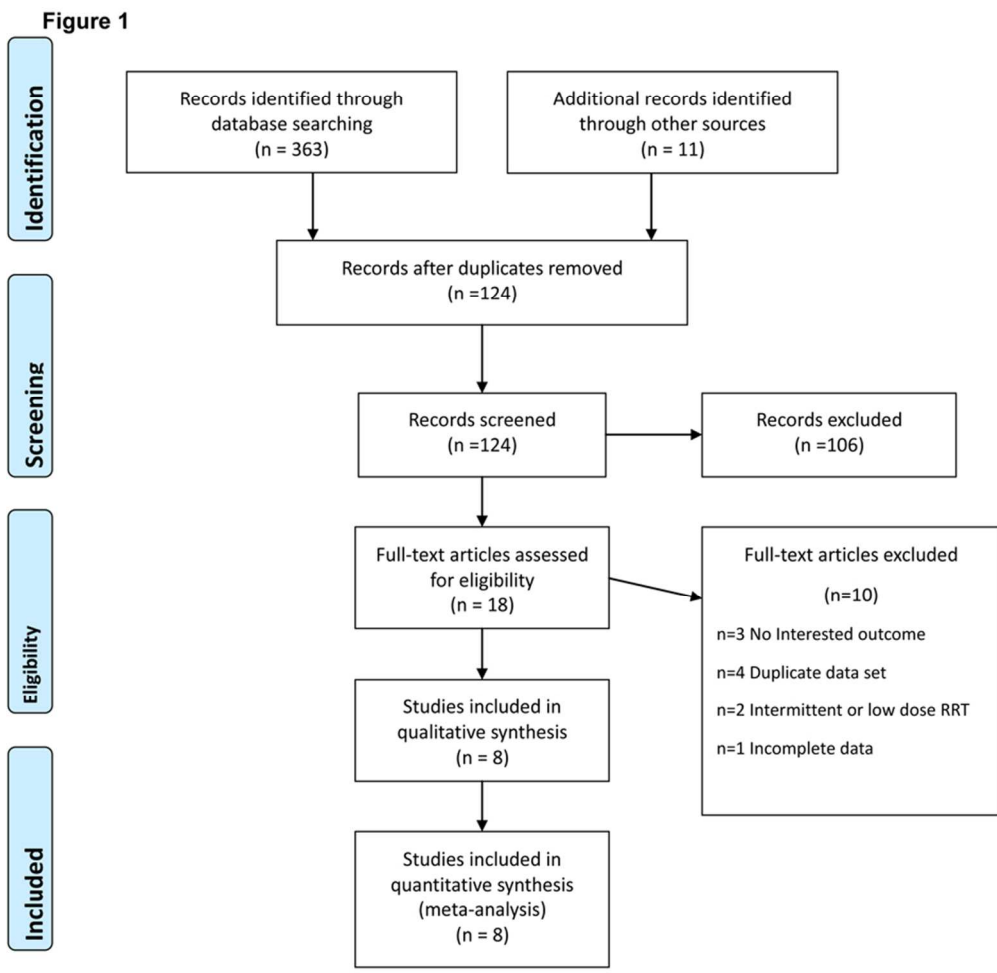 Figure 1
Identification
Records identified through
database searching
(n = 363)
Additional records identified
through other sources
(n = 11)
Records after duplicates removed
(n =124)
Screening
Records screened
(n =124)
Records excluded
(n =106)
Eligibility
Full-text articles assessed
for eligibility
(n = 18)
Full-text articles excluded
(n=10)
n=3 No Interested outcome
n=4 Duplicate data set
n=2 Intermittent or low dose RRT
n=1 Incomplete data
Studies included in
qualitative synthesis
(n = 8)
Included
Studies included in
quantitative synthesis
(meta-analysis)
(n = 8)